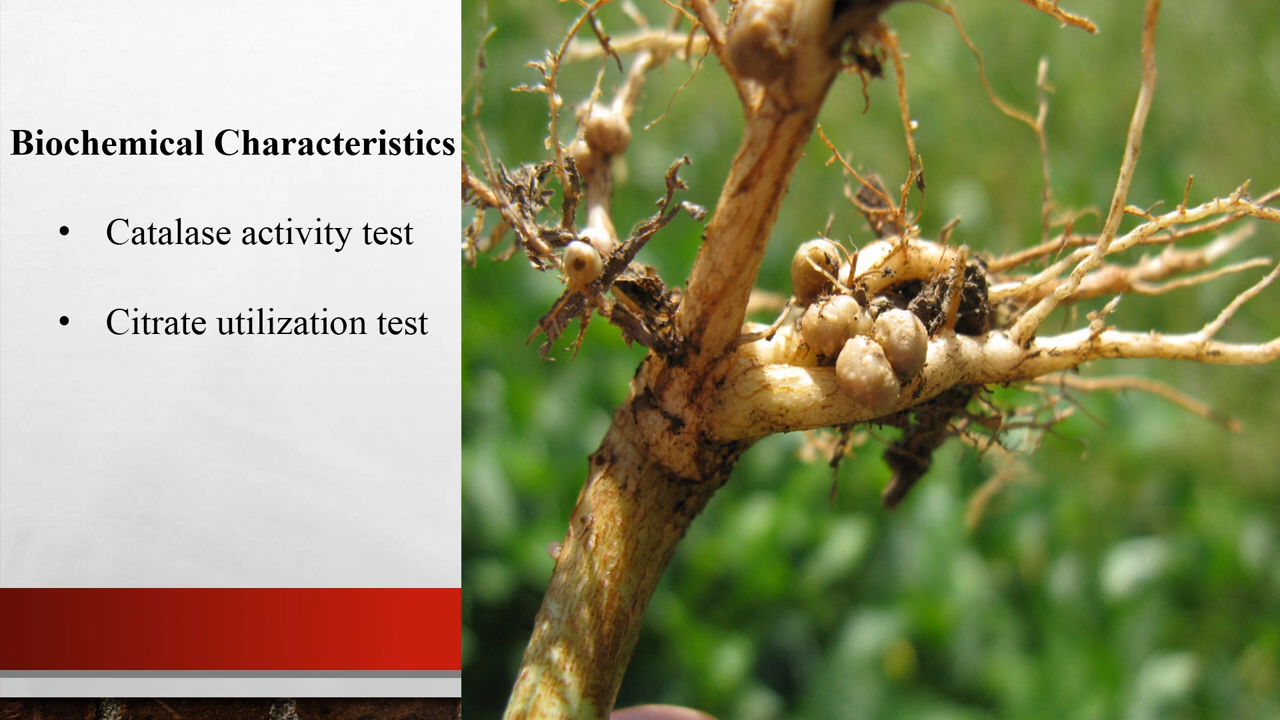 Biochemical Characteristics
• Catalase activity test
• Citrate utilization test